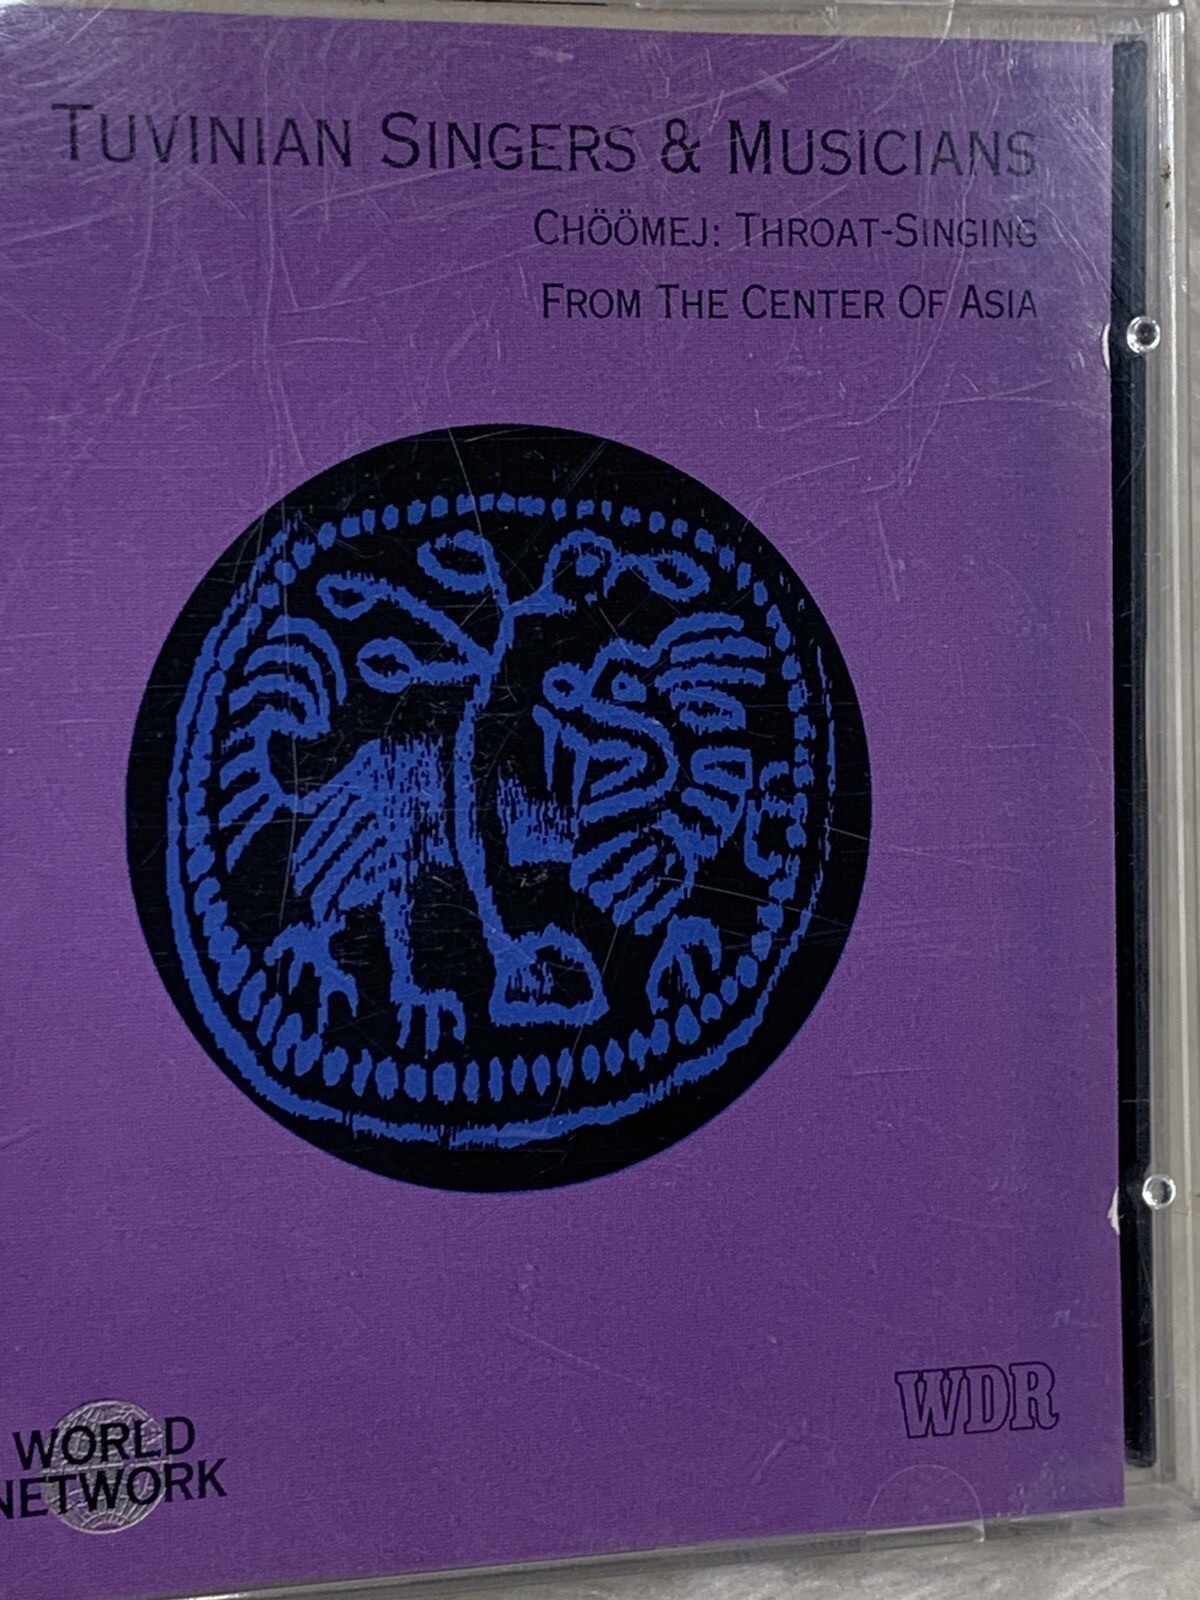 TUVINIAN SINGERS & MUSICIANS
CHÖÖMEJ: THROAT-SINGING
FROM THE CENTER OF ASIA
WDR
WORLD
NETWORK